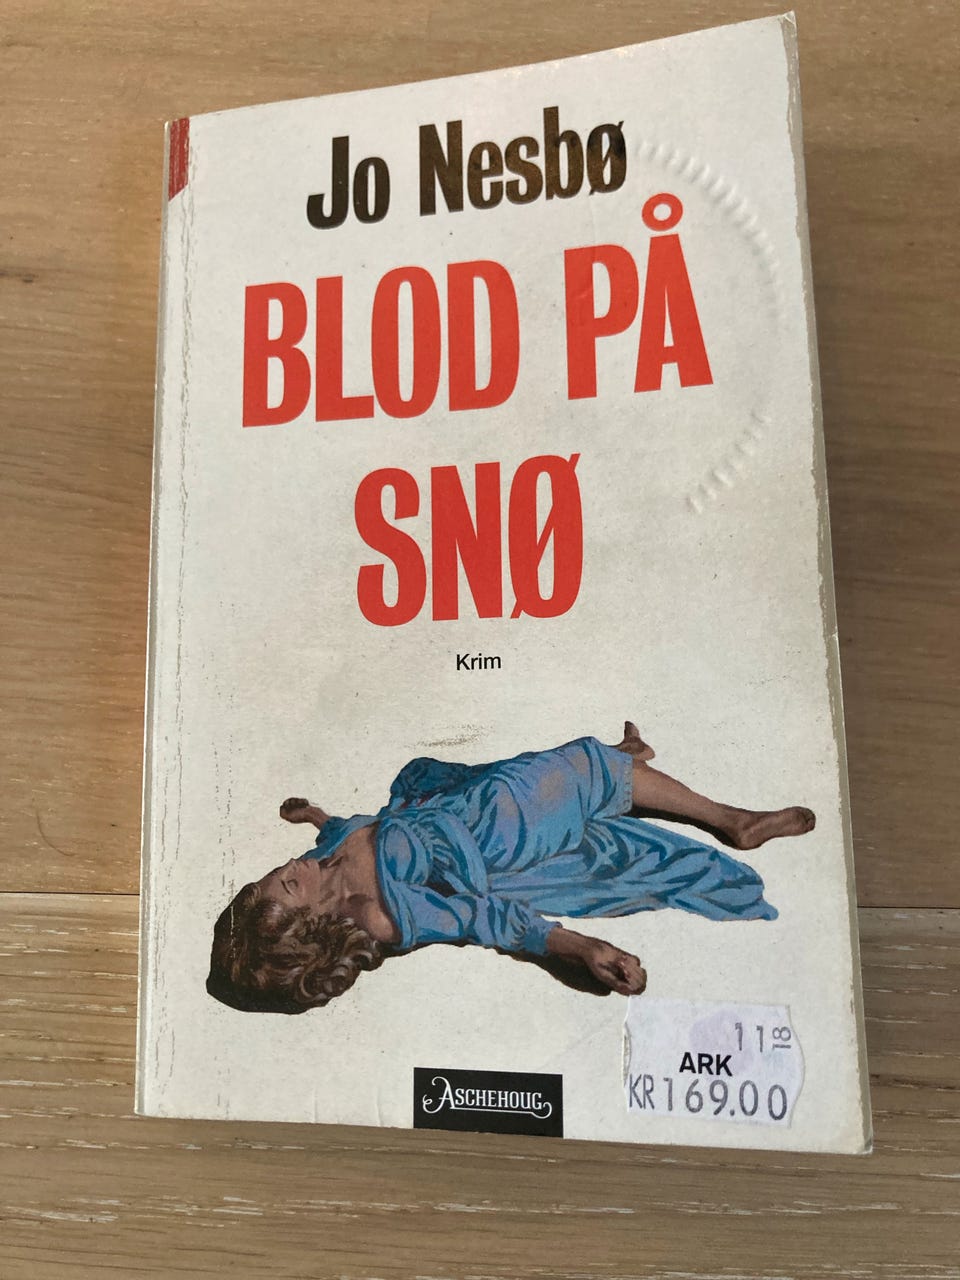 Jo Nesbø
BLOD PÅ
SNØ
Krim
ASCHEHOUG
11 18
ARK
KR 169.00